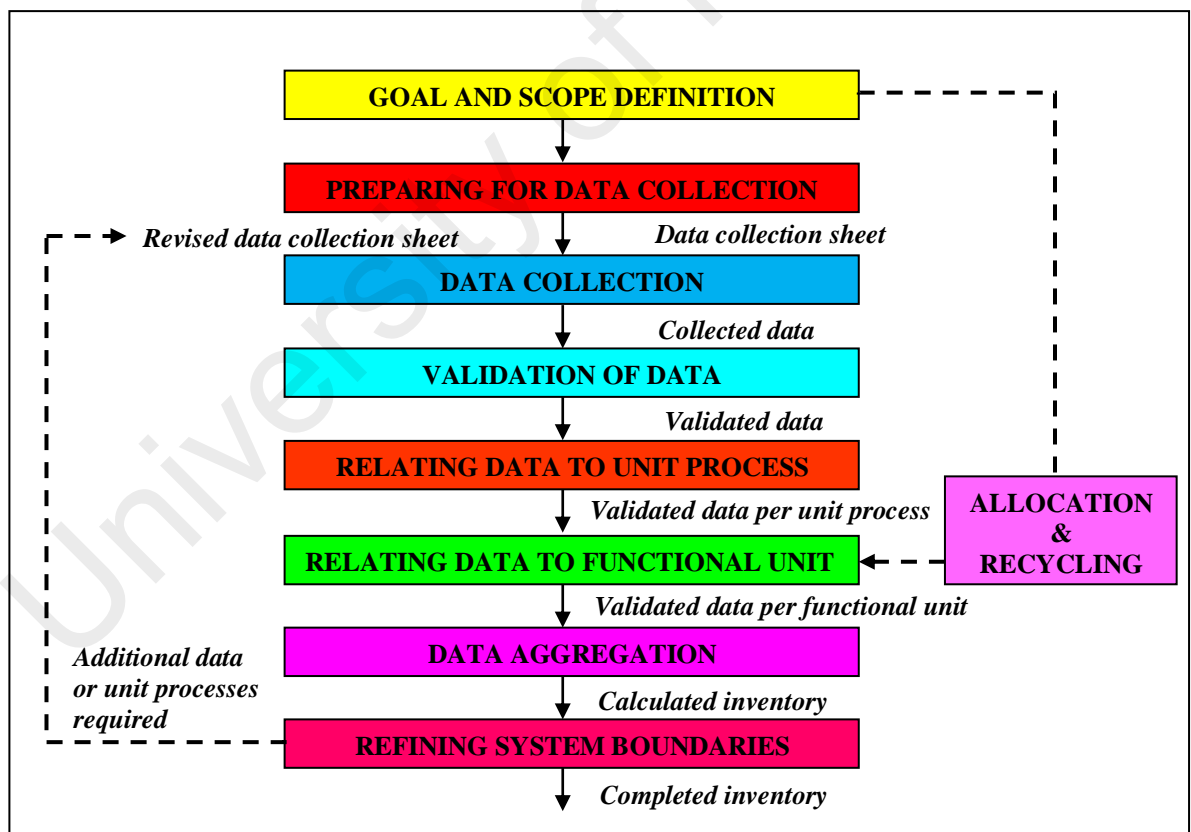 GOAL AND SCOPE DEFINITION
PREPARING FOR DATA COLLECTION
Revised data collection sheet
Data collection sheet
DATA COLLECTION
Collected data
VALIDATION OF DATA
Validated data
RELATING DATA TO UNIT PROCESS
Validated data per unit process
ALLOCATION
&
RECYCLING
RELATING DATA TO FUNCTIONAL UNIT
Validated data per functional unit
DATA AGGREGATION
Additional data
or unit processes
required
Calculated inventory
REFINING SYSTEM BOUNDARIES
Completed inventory
University of